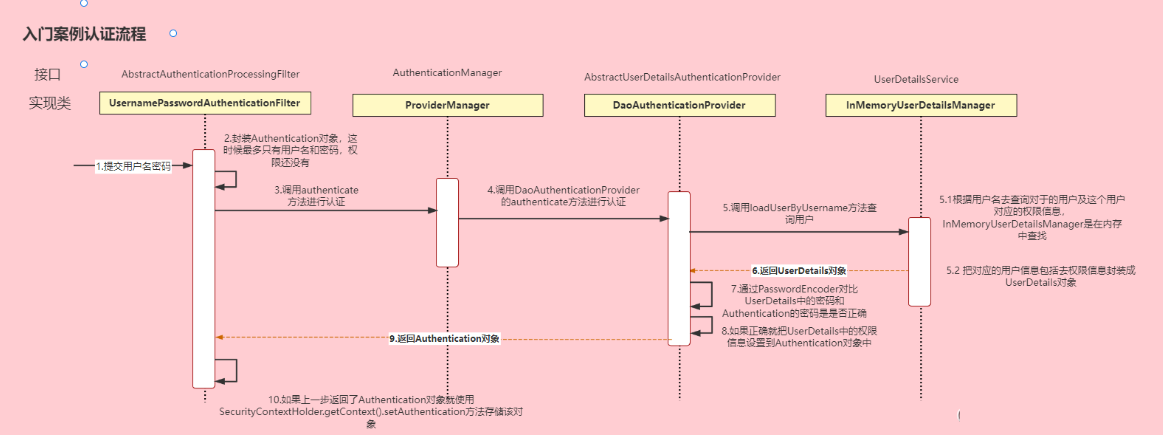 入门案例认证流程
接口
AbstractAuthenticationProcessingFilter
AuthenticationManager
AbstractUserDetailsAuthenticationProvider
UserDetailsService
实现类
UsernamePasswordAuthenticationFilter
ProviderManager
DaoAuthenticationProvider
InMemoryUserDetailsManager
1.提交用户名密码
2.封装Authentication对象，这
时候最多只有用户名和密码，权
限还没有
3.调用authenticate
方法进行认证
4.调用DaoAuthenticationProvider
的authenticate方法进行认证
5.调用loadUserByUsername方法查
询用户
5.1根据用户名去查询对于的用户及这个用户
对应的权限信息，
InMemoryUserDetailsManager是在内存
中查找
5.2 把对应的用户信息包括去权限信息封装成
UserDetails对象
6.返回UserDetails对象
7.通过PasswordEncoder对比
UserDetails中的密码和
Authentication的密码是是否正确
8.如果正确就把UserDetails中的权限
信息设置到Authentication对象中
9.返回Authentication对象
10.如果上一步返回了Authentication对象就使用
SecurityContextHolder.getContext().setAuthentication方法存储该对
象